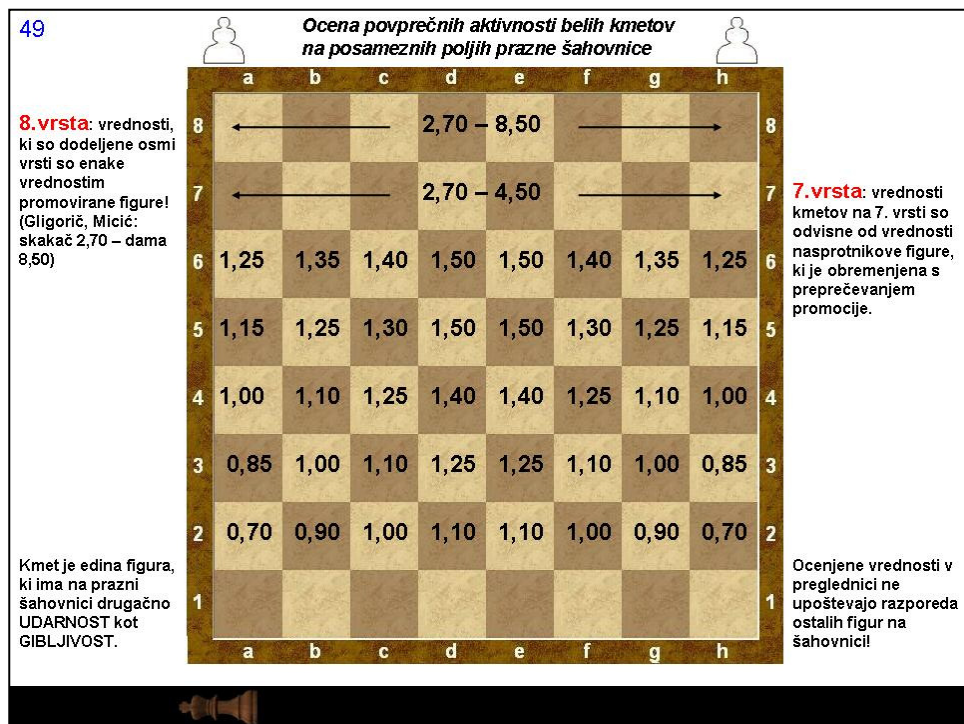 49
Ocena povprečnih aktivnosti belih kmetov
na posameznih poljih prazne šahovnice
a b c d e f g h
8.vrsta: vrednosti,
ki so dodeljene osmi
vrsti so enake
vrednostim
promovirane figure!
(Gligorič, Micić:
skakač 2,70 – dama
8,50)
8 2,70 – 8,50 8
7 2,70 – 4,50 7
7.vrsta: vrednosti
kmetov na 7. vrsti so
odvisne od vrednosti
nasprotnikove figure,
ki je obremenjena s
preprečevanjem
promocije.
6 1,25 1,35 1,40 1,50 1,50 1,40 1,35 1,25 6
5 1,15 1,25 1,30 1,50 1,50 1,30 1,25 1,15 5
4 1,00 1,10 1,25 1,40 1,40 1,25 1,10 1,00 4
3 0,85 1,00 1,10 1,25 1,25 1,10 1,00 0,85 3
2 0,70 0,90 1,00 1,10 1,10 1,00 0,90 0,70 2
Kmet je edina figura,
ki ima na prazni
šahovnici drugačno
UDARNOST kot
GIBLJIVOST.
1 1
Ocenjene vrednosti v
preglednici ne
upoštevajo razporeda
ostalih figur na
šahovnici!
a b c d e f g h